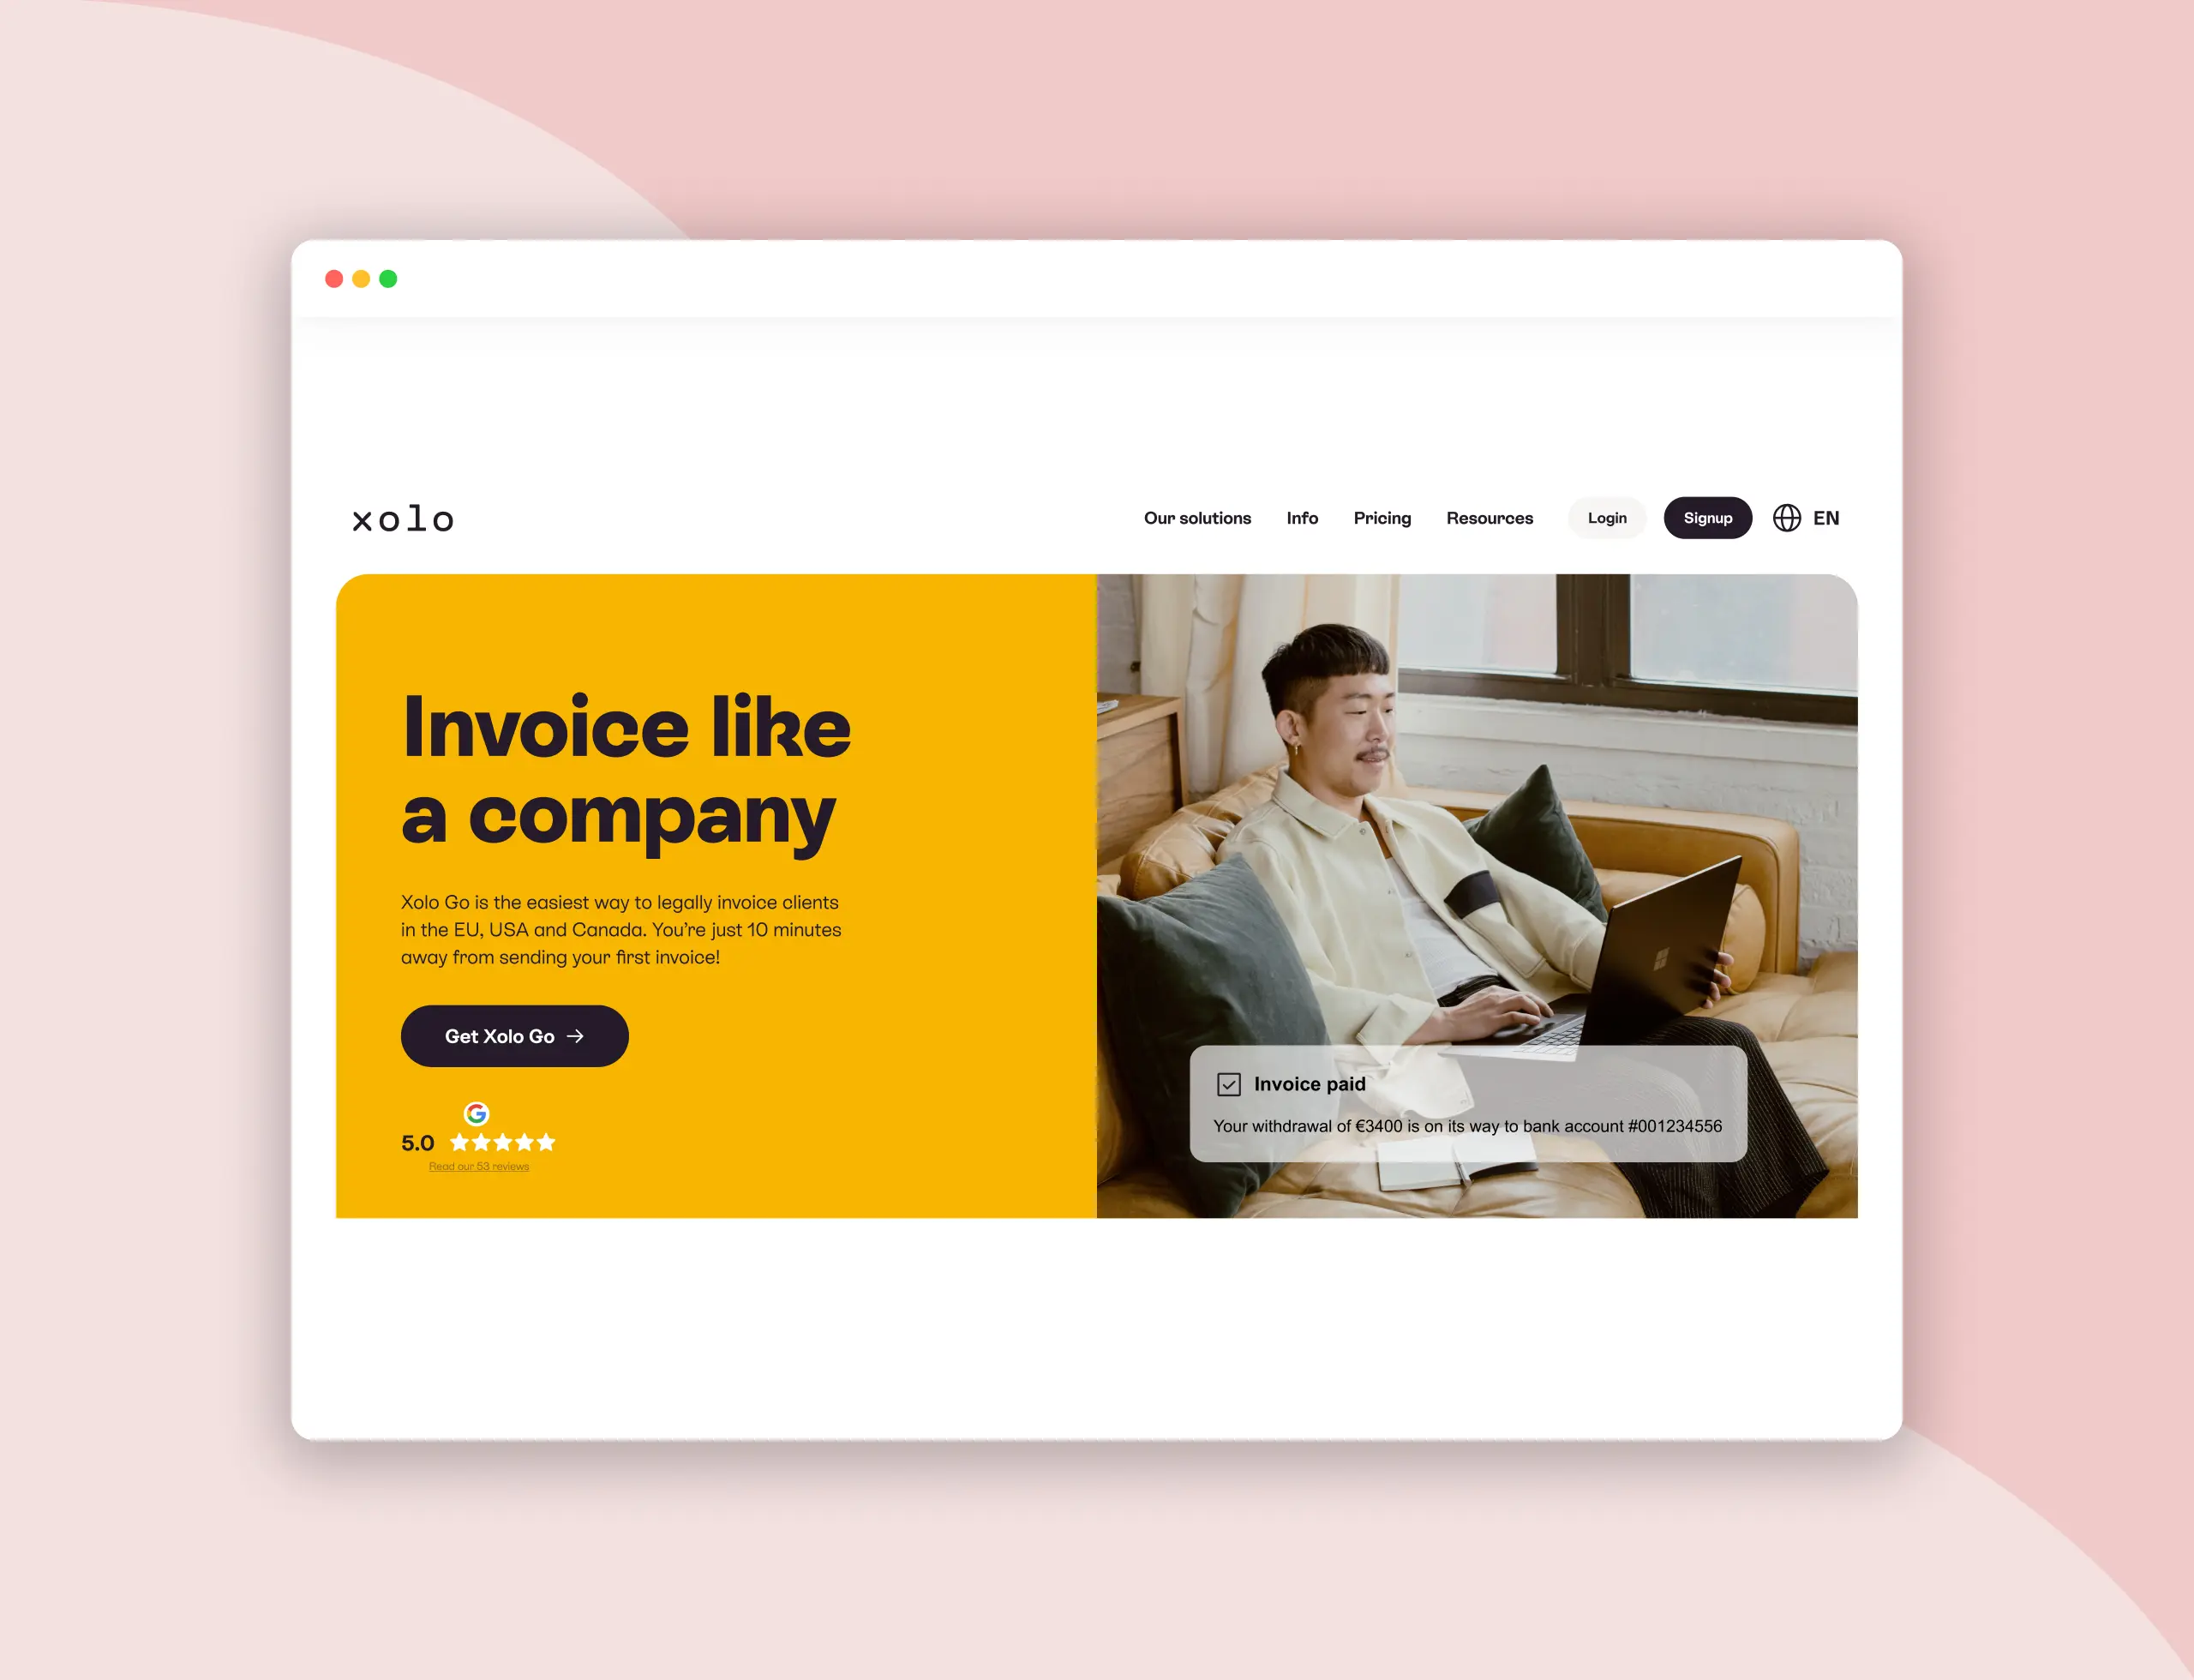 xolo
Our solutions
Info
Pricing
Resources
Login
Signup
EN
Invoice like
a company
Xolo Go is the easiest way to legally invoice clients
in the EU, USA and Canada. You're just 10 minutes
away from sending your first invoice!
Get Xolo Go →
5.0 ★★★★★
Read our 53 reviews
Invoice paid
Your withdrawal of €3400 is on its way to bank account #001234556